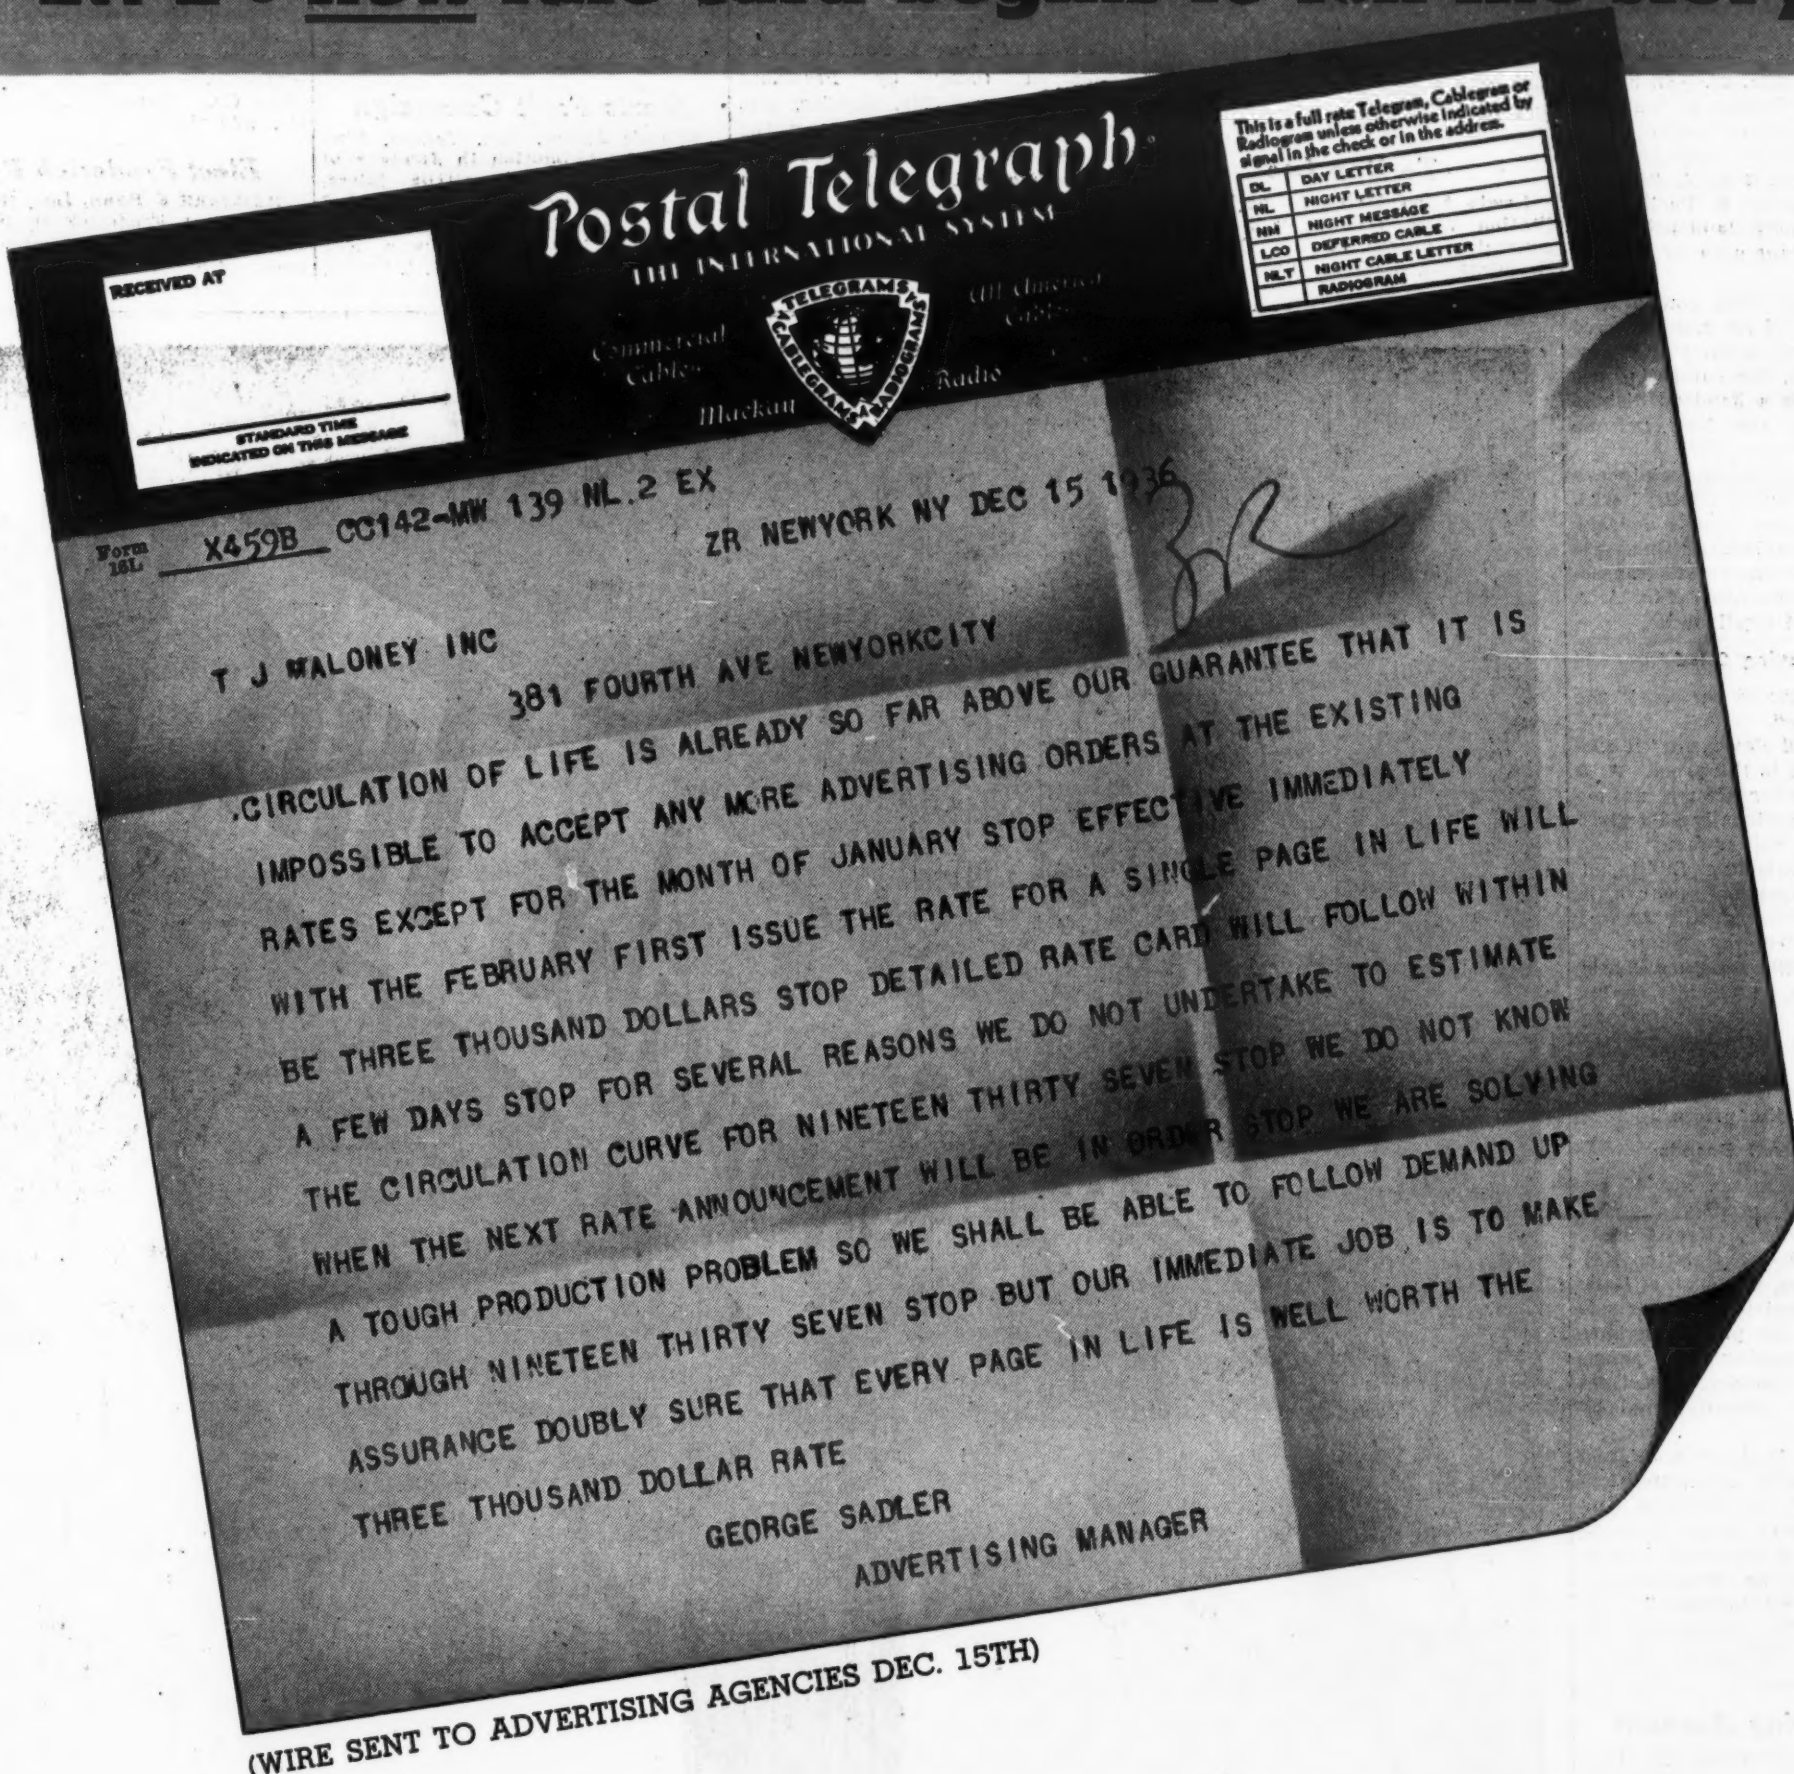 new rate card begins to tell the story
Postal Telegraph
THE INTERNATIONAL SYSTEM
Commercial Cables
All America Cables
Mackay Radio
TELEGRAMS
CABLEGRAMS
RADIOGRAMS
RECEIVED AT
STANDARD TIME
INDICATED ON THIS MESSAGE
This is a full rate Telegram, Cablegram or
Radiogram unless otherwise indicated by
signal in the check or in the address.
DL DAY LETTER
NL NIGHT LETTER
NM NIGHT MESSAGE
LCO DEFERRED CABLE
NLT NIGHT CABLE LETTER
RADIOGRAM
Form 16L X459B CC142-MW 139 NL.2 EX
ZR NEWYORK NY DEC 15 1936
ZR
T J MALONEY INC
381 FOURTH AVE NEWYORKCITY
.CIRCULATION OF LIFE IS ALREADY SO FAR ABOVE OUR GUARANTEE THAT IT IS
IMPOSSIBLE TO ACCEPT ANY MORE ADVERTISING ORDERS AT THE EXISTING
RATES EXCEPT FOR THE MONTH OF JANUARY STOP EFFECTIVE IMMEDIATELY
WITH THE FEBRUARY FIRST ISSUE THE RATE FOR A SINGLE PAGE IN LIFE WILL
BE THREE THOUSAND DOLLARS STOP DETAILED RATE CARD WILL FOLLOW WITHIN
A FEW DAYS STOP FOR SEVERAL REASONS WE DO NOT UNDERTAKE TO ESTIMATE
THE CIRCULATION CURVE FOR NINETEEN THIRTY SEVEN STOP WE DO NOT KNOW
WHEN THE NEXT RATE ANNOUNCEMENT WILL BE IN ORDER STOP WE ARE SOLVING
A TOUGH PRODUCTION PROBLEM SO WE SHALL BE ABLE TO FOLLOW DEMAND UP
THROUGH NINETEEN THIRTY SEVEN STOP BUT OUR IMMEDIATE JOB IS TO MAKE
ASSURANCE DOUBLY SURE THAT EVERY PAGE IN LIFE IS WELL WORTH THE
THREE THOUSAND DOLLAR RATE
GEORGE SADLER
ADVERTISING MANAGER
(WIRE SENT TO ADVERTISING AGENCIES DEC. 15TH)